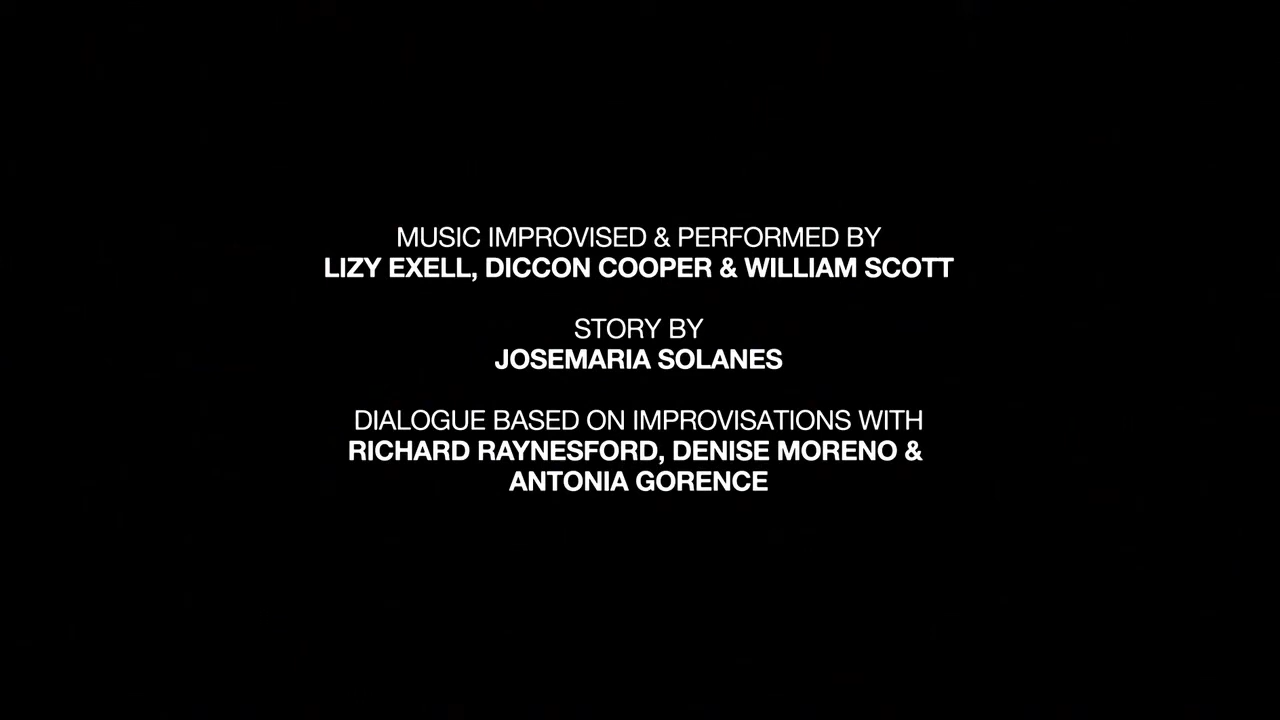 MUSIC IMPROVISED & PERFORMED BY
LIZY EXELL, DICCON COOPER & WILLIAM SCOTT
STORY BY
JOSEMARIA SOLANES
DIALOGUE BASED ON IMPROVISATIONS WITH
RICHARD RAYNESFORD, DENISE MORENO &
ANTONIA GORENCE